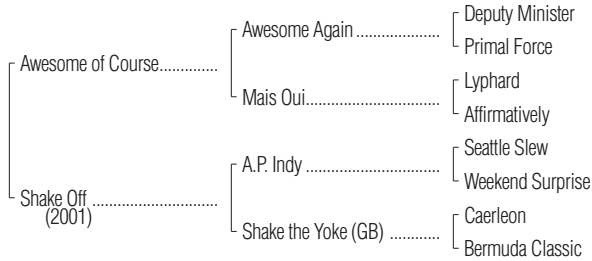 Deputy Minister
Awesome Again ..................
Primal Force
Awesome of Course..............
Lyphard
Mais Oui.............................
Affirmatively
Seattle Slew
A.P. Indy .............................
Weekend Surprise
Shake Off ...........................
(2001)
Caerleon
Shake the Yoke (GB) ............
Bermuda Classic